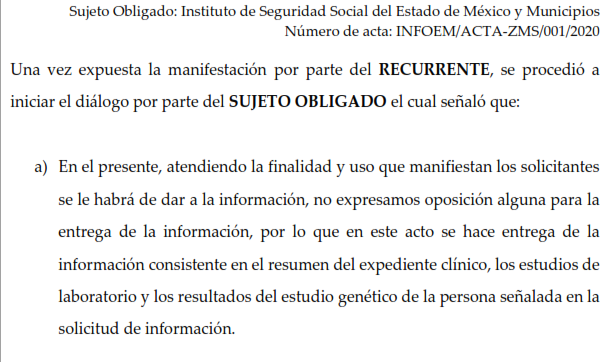 Sujeto Obligado: Instituto de Seguridad Social del Estado de México y Municipios
Número de acta: INFOEM/ACTA-ZMS/001/2020
Una vez expuesta la manifestación por parte del RECURRENTE, se procedió a
iniciar el diálogo por parte del SUJETO OBLIGADO el cual señaló que:
a) En el presente, atendiendo la finalidad y uso que manifiestan los solicitantes
se le habrá de dar a la información, no expresamos oposición alguna para la
entrega de la información, por lo que en este acto se hace entrega de la
información consistente en el resumen del expediente clínico, los estudios de
laboratorio y los resultados del estudio genético de la persona señalada en la
solicitud de información.